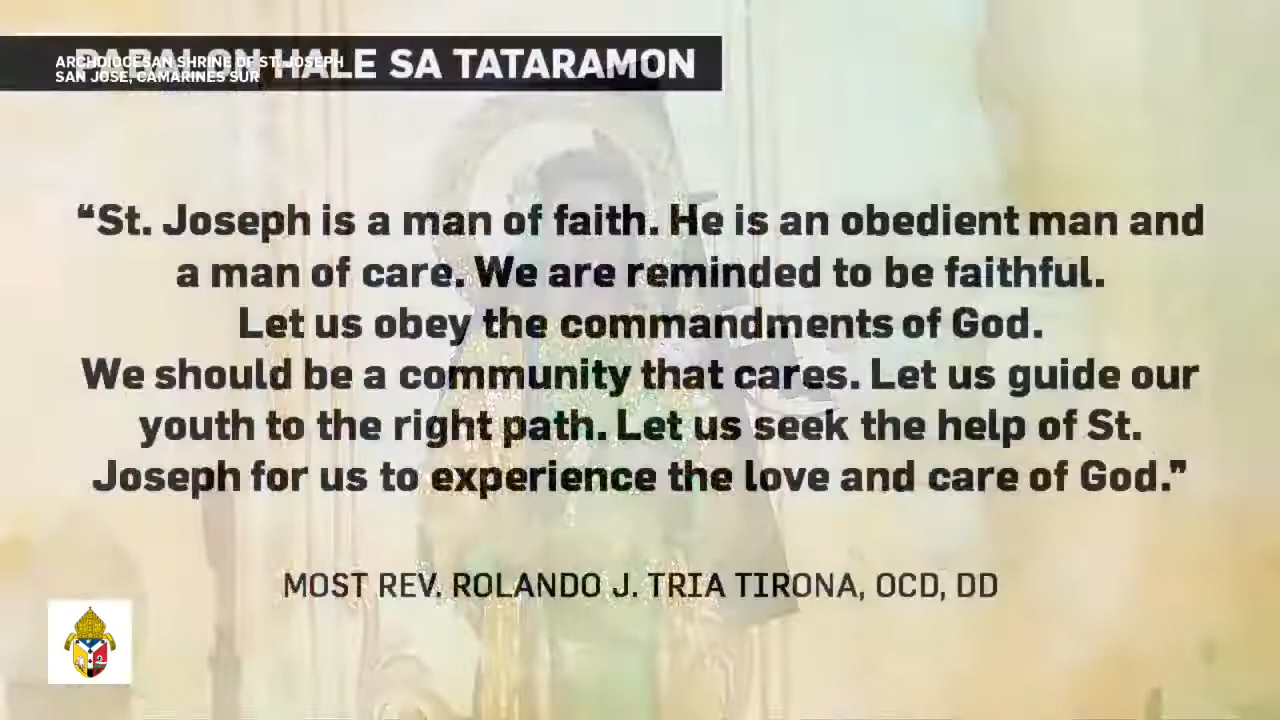 ARCHDIOCESAN SHRINE OF ST. JOSEPH
SAN JOSE, CAMARINES SUR
HALE SA TATARAMON
“St. Joseph is a man of faith. He is an obedient man and
a man of care. We are reminded to be faithful.
Let us obey the commandments of God.
We should be a community that cares. Let us guide our
youth to the right path. Let us seek the help of St.
Joseph for us to experience the love and care of God.”
MOST REV. ROLANDO J. TRIA TIRONA, OCD, DD